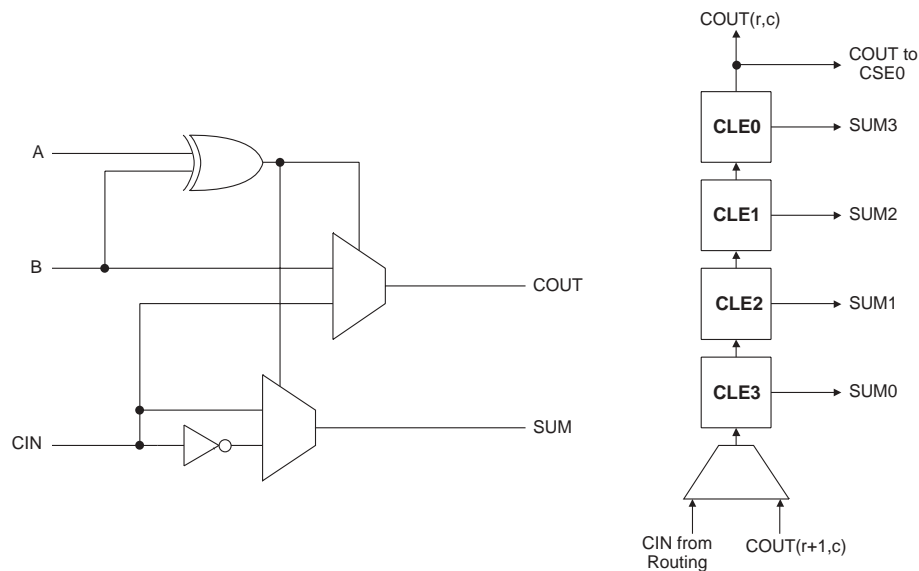 A
B
CIN
COUT
SUM
COUT(r,c)
COUT to
CSE0
CLE0
SUM3
CLE1
SUM2
CLE2
SUM1
CLE3
SUM0
CIN from
Routing
COUT(r+1,c)